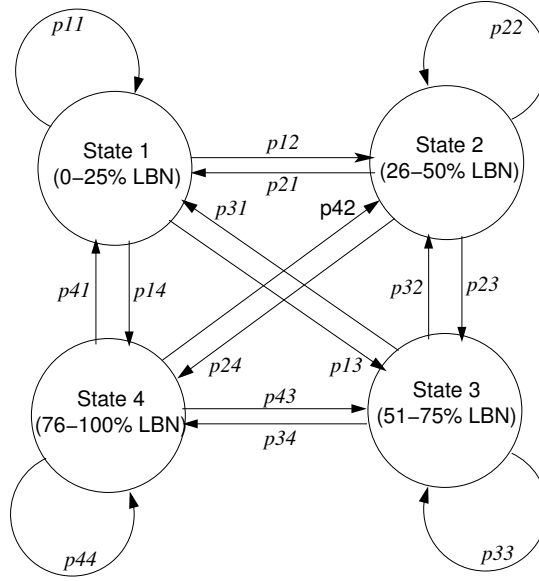 p11
p22
State 1
(0−25% LBN)
p12
State 2
(26−50% LBN)
p21
p31
p42
p41
p14
p32
p23
p24
p13
State 4
(76−100% LBN)
p43
State 3
(51−75% LBN)
p34
p44
p33